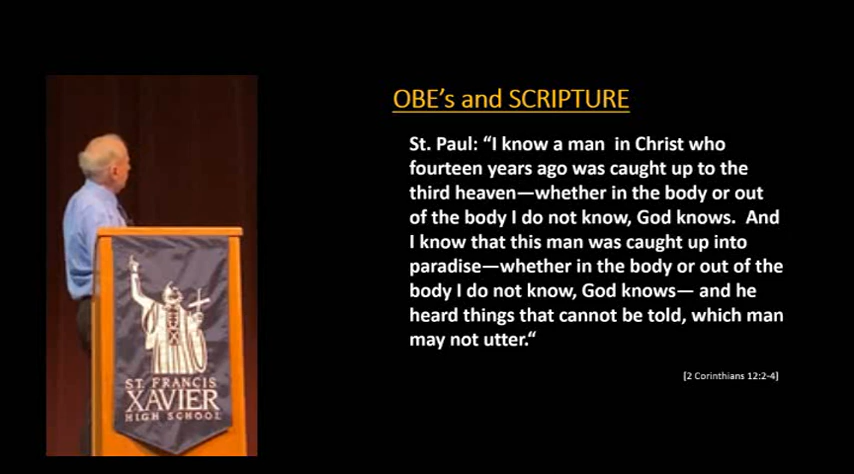 OBE's and SCRIPTURE
St. Paul: “I know a man  in Christ who
fourteen years ago was caught up to the
third heaven—whether in the body or out
of the body I do not know, God knows.  And
I know that this man was caught up into
paradise—whether in the body or out of the
body I do not know, God knows— and he
heard things that cannot be told, which man
may not utter.“
[2 Corinthians 12:2-4]
ST. FRANCIS
XAVIER
HIGH SCHOOL